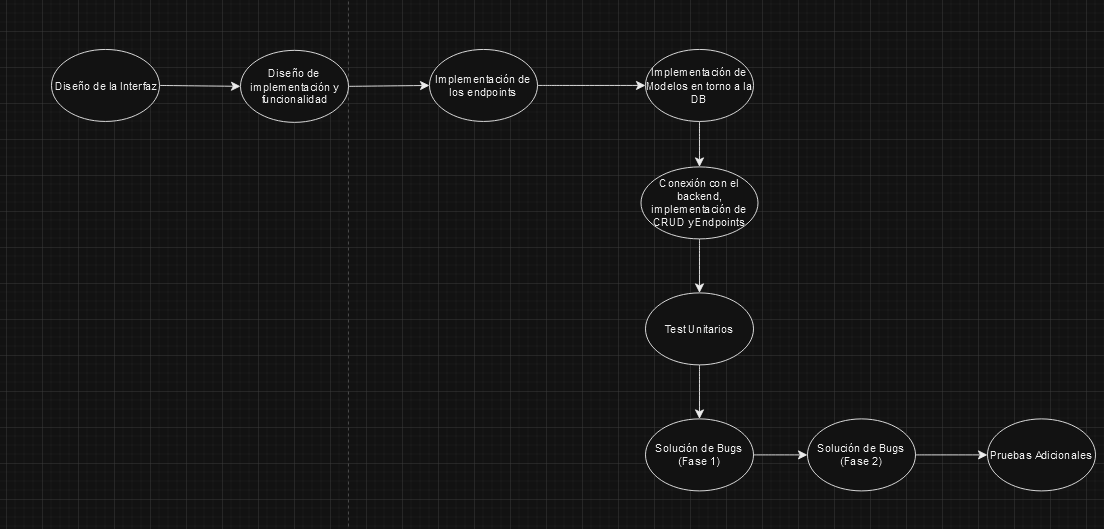 Diseño de la Interfaz
Diseño de
implementación y
funcionalidad
Implementación de
los endpoints
Implementación de
Modelos en torno a la
DB
Conexión con el
backend,
implementación de
CRUD y Endpoints
Test Unitarios
Solución de Bugs
(Fase 1)
Solución de Bugs
(Fase 2)
Pruebas Adicionales